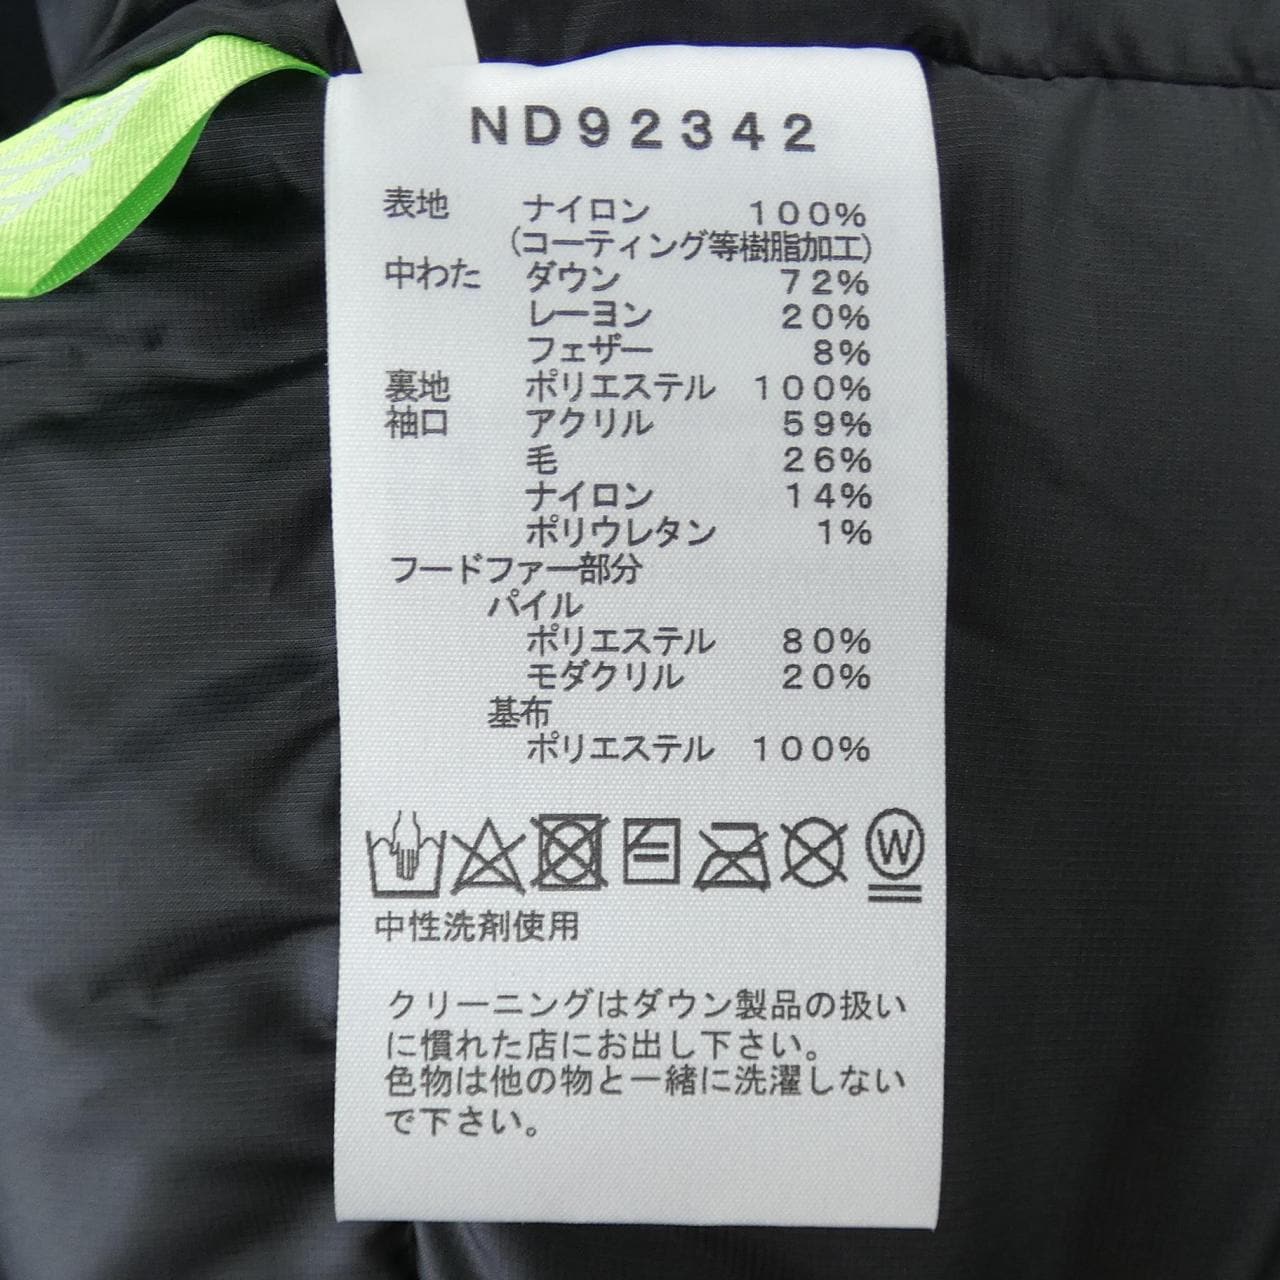 ND92342
表地 ナイロン 100%
(コーティング等樹脂加工)
中わた ダウン 72%
レーヨン 20%
フェザー 8%
裏地 ポリエステル 100%
袖口 アクリル 59%
毛 26%
ナイロン 14%
ポリウレタン 1%
フードファー部分
パイル
ポリエステル 80%
モダクリル 20%
基布
ポリエステル 100%
W
中性洗剤使用
クリーニングはダウン製品の扱い
に慣れた店にお出し下さい。
色物は他の物と一緒に洗濯しない
で下さい。